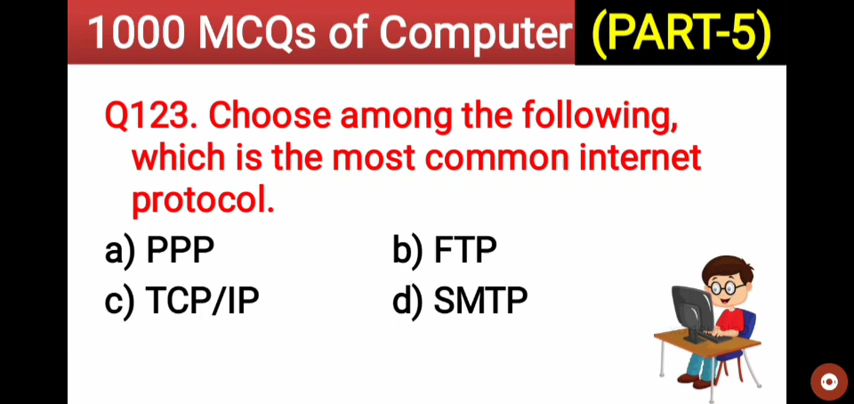 1000 MCQs of Computer (PART-5)
Q123. Choose among the following,
which is the most common internet
protocol.
a) PPP b) FTP
c) TCP/IP d) SMTP